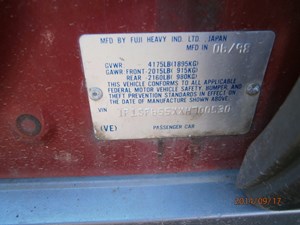 MFD BY FUJI HEAVY IND. LTD. JAPAN
MFD IN 06/98
GVWR: 4175LB(1895KG)
GAWR FRONT-2015LB( 915KG)
REAR -2160LB( 980KG)
THIS VEHICLE CONFORMS TO ALL APPLICABLE
FEDERAL MOTOR VEHICLE SAFETY, BUMPER, AND
THEFT PREVENTION STANDARDS IN EFFECT ON
THE DATE OF MANUFACTURE SHOWN ABOVE.
VIN
PASSENGER CAR